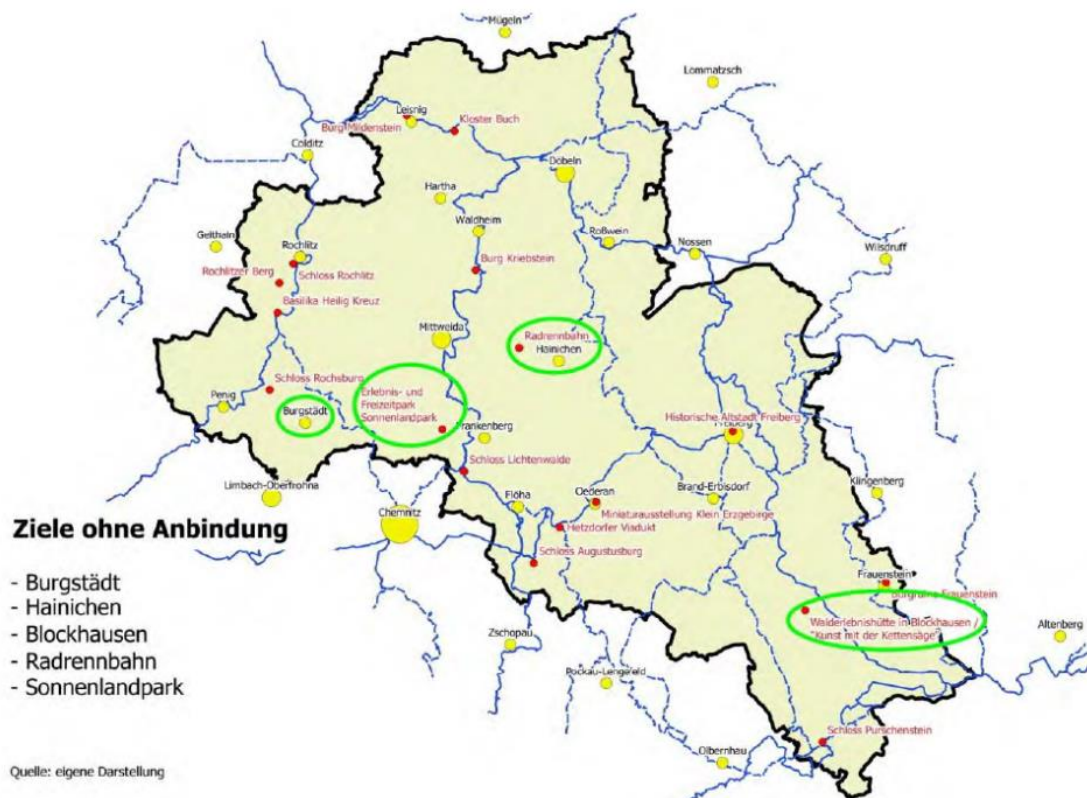 Mügeln
Lommatzsch
Leisnig
Burg Mildenstein
Kloster Buch
Colditz
Döbeln
Hartha
Waldheim
Roßwein
Nossen
Geithain
Wilsdruff
Rochlitz
Rochlitzer Berg
Schloss Rochlitz
Burg Kriebstein
Basilika Heilig Kreuz
Mittweida
Radrennbahn
Hainichen
Schloss Rochsburg
Penig
Burgstädt
Erlebnis- und
Freizeitpark
Sonnenlandpark
Frankenberg
Historische Altstadt Freiberg
Freiberg
Schloss Lichtenwalde
Limbach-Oberfrohna
Chemnitz
Flöha
Oederan
Brand-Erbisdorf
Klingenberg
Miniaturausstellung Klein Erzgebirge
Hetzdorfer Viadukt
Schloss Augustusburg
Frauenstein
Burgruine Frauenstein
Walderlebnishütte in Blockhausen /
"Kunst mit der Kettensäge"
Altenberg
Zschopau
Pockau-Lengefeld
Schloss Purschenstein
Olbernhau
Ziele ohne Anbindung
- Burgstädt
- Hainichen
- Blockhausen
- Radrennbahn
- Sonnenlandpark
Quelle: eigene Darstellung